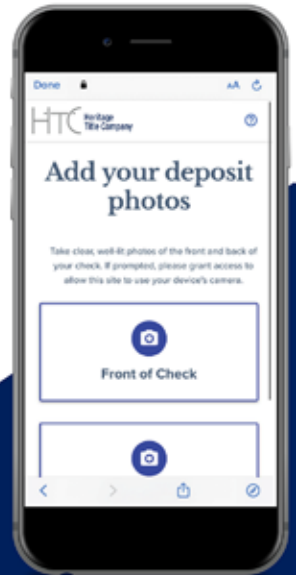 Done
AA
HTC Heritage
Title Company
Add your deposit
photos
Take clear, well-lit photos of the front and back of
your check. If prompted, please grant access to
allow this site to use your device's camera.
Front of Check